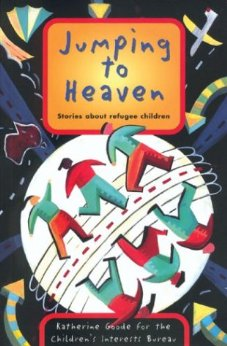 Jumping
to
Heaven
Stories about refugee children
Katherine Goode for the
Children's Interests Bureau